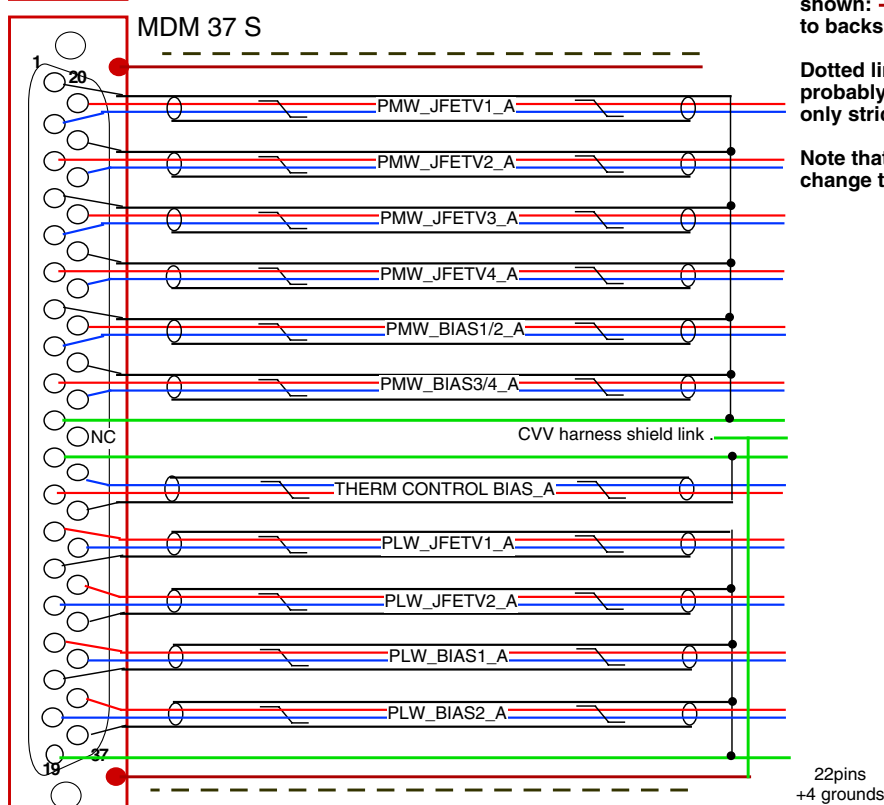 MDM 37 S
shown: -
to backs
Dotted lin
probably
only stric
Note that
change t
1
20
PMW_JFETV1_A
PMW_JFETV2_A
PMW_JFETV3_A
PMW_JFETV4_A
PMW_BIAS1/2_A
PMW_BIAS3/4_A
NC
CVV harness shield link .
THERM CONTROL BIAS_A
PLW_JFETV1_A
PLW_JFETV2_A
PLW_BIAS1_A
PLW_BIAS2_A
37
19
22pins
+4 grounds